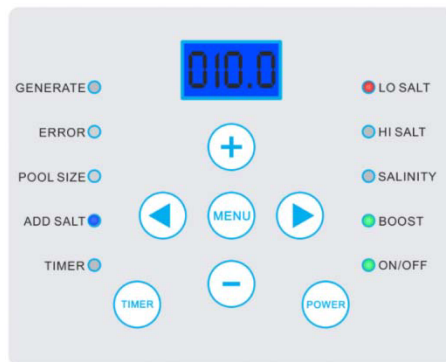 010.0
GENERATE
LO SALT
ERROR
HI SALT
+
POOL SIZE
SALINITY
ADD SALT
MENU
BOOST
TIMER
ON/OFF
−
TIMER
POWER